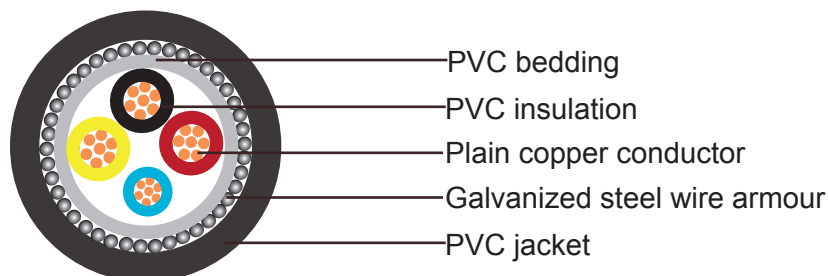 PVC bedding
PVC insulation
Plain copper conductor
Galvanized steel wire armour
PVC jacket